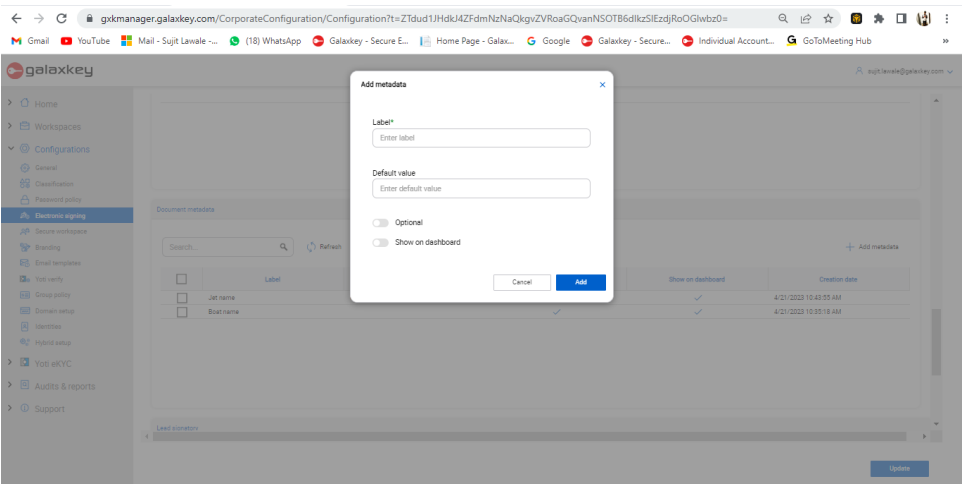 gxkmanager.galaxkey.com/CorporateConfiguration/Configuration?t=ZTdud1JHdkJ4ZFdmNzNaQkgvZVRoaGQvanNSOTB6dlkzSlEzdjRoOGlwbz0=
Gmail YouTube Mail - Sujit Lawale -... (18) WhatsApp Galaxkey - Secure E... Home Page - Galax... Google Galaxkey - Secure... Individual Account... GoToMeeting Hub »
galaxkey
sujit.lawale@galaxkey.com
Home
Workspaces
Configurations
General
Classification
Password policy
Electronic signing
Secure workspace
Branding
Email templates
Yoti verify
Group policy
Domain setup
Identities
Hybrid setup
Yoti eKYC
Audits & reports
Support
Add metadata
Label*
Enter label
Default value
Enter default value
Optional
Show on dashboard
Cancel Add
Document metadata
Search... Refresh Add metadata
Label Show on dashboard Creation date
Jet name 4/21/2023 10:43:55 AM
Boat name 4/21/2023 10:35:18 AM
Update